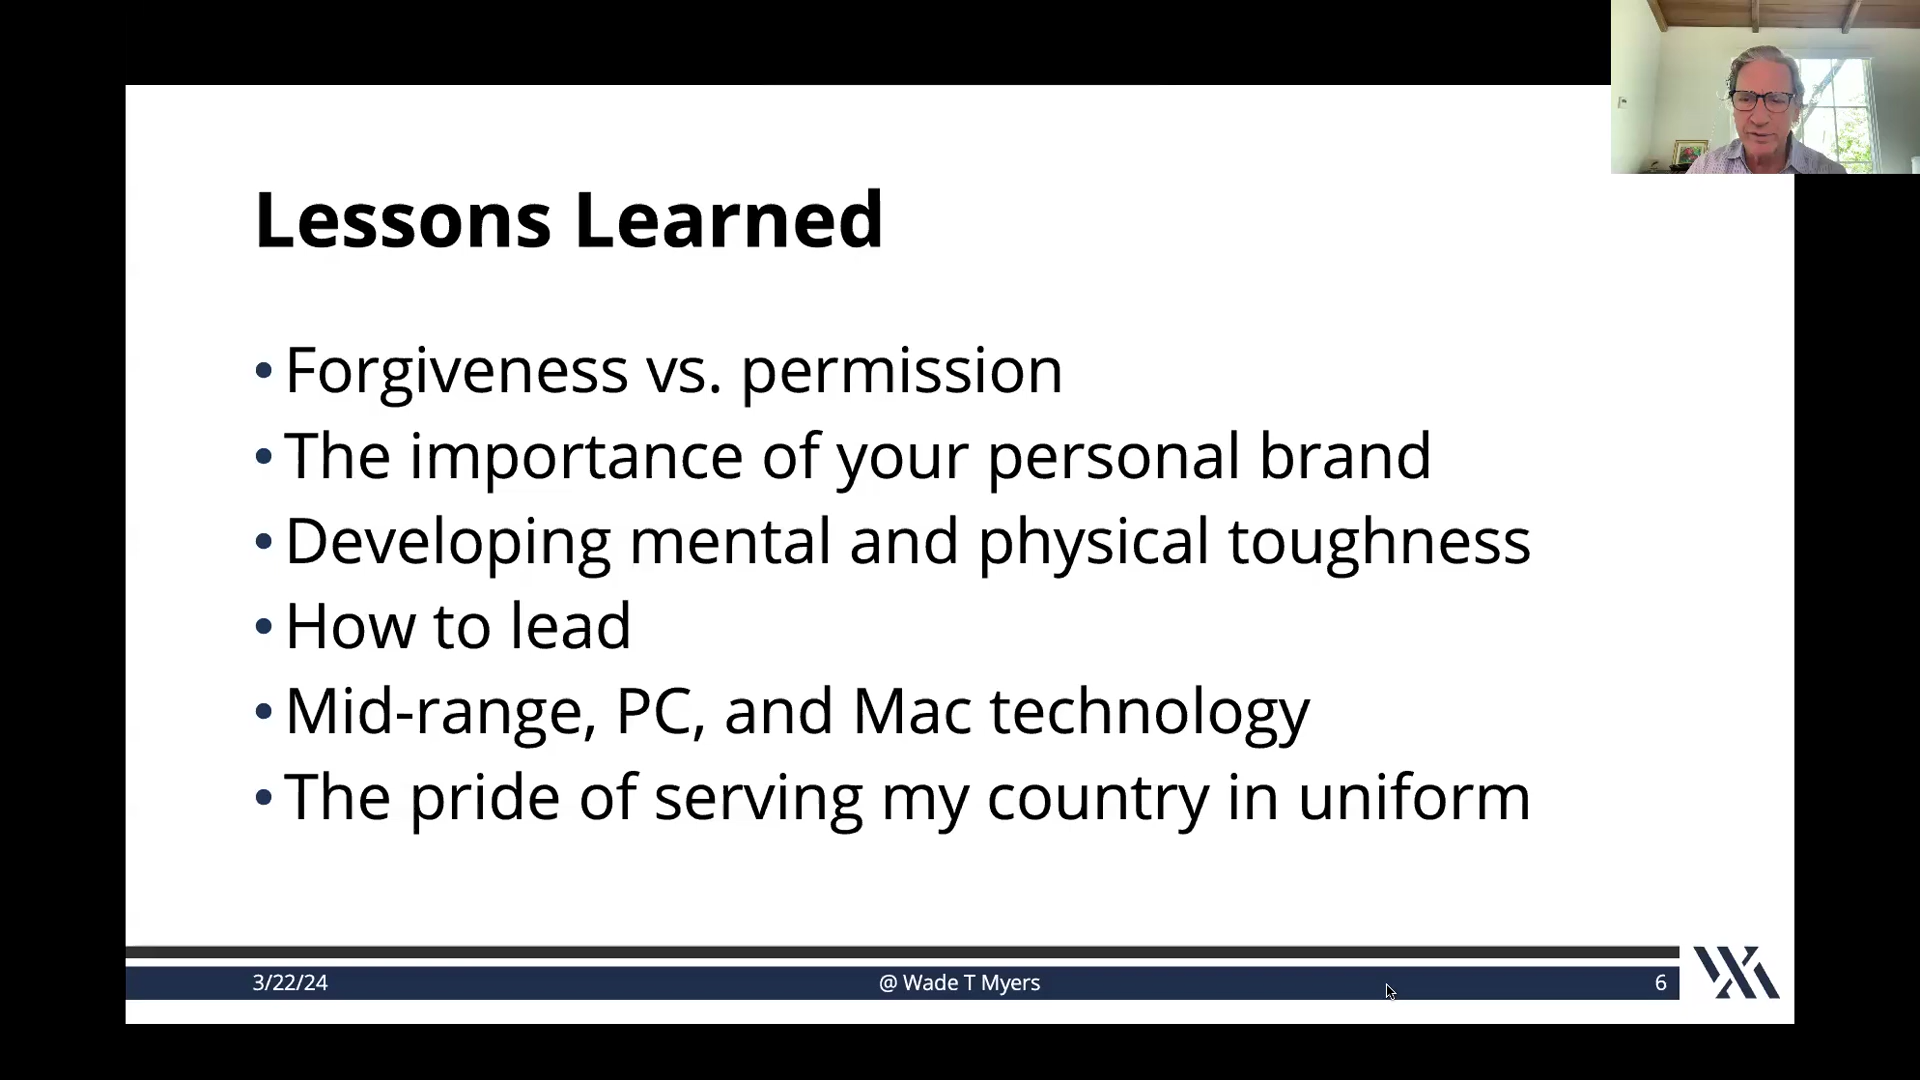 Lessons Learned
• Forgiveness vs. permission
• The importance of your personal brand
• Developing mental and physical toughness
• How to lead
• Mid-range, PC, and Mac technology
• The pride of serving my country in uniform
3/22/24
@ Wade T Myers
6